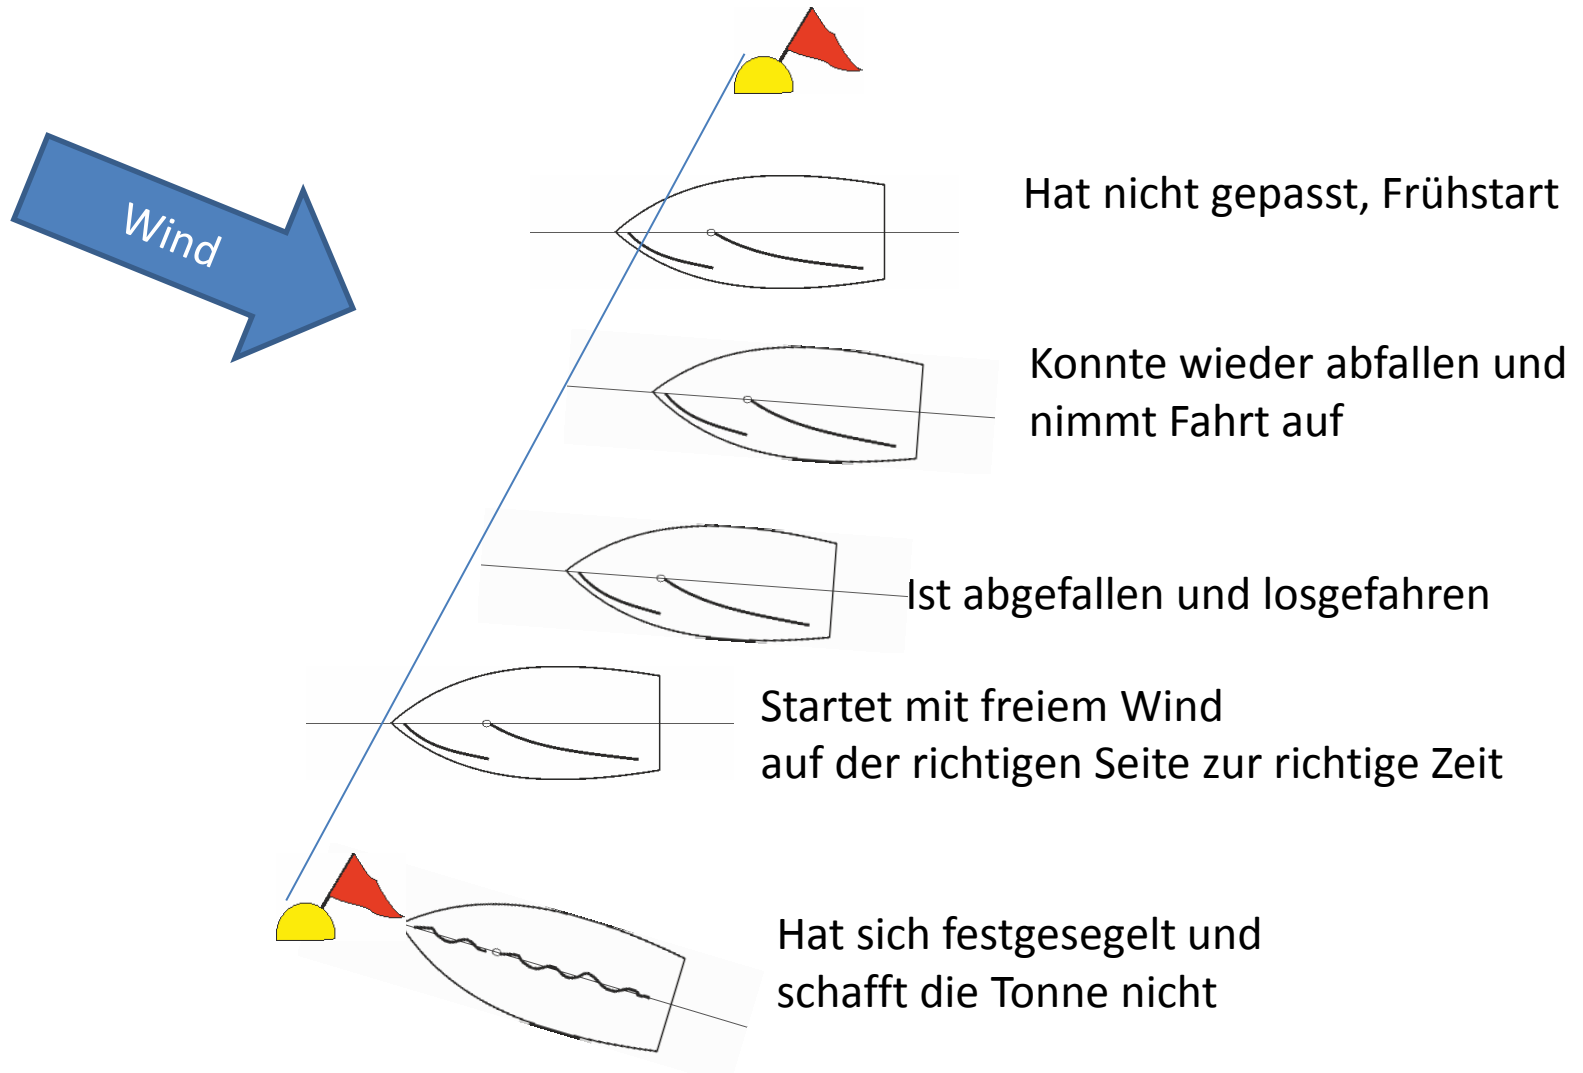 Hat nicht gepasst, Frühstart
Wind
Konnte wieder abfallen und
nimmt Fahrt auf
Ist abgefallen und losgefahren
Startet mit freiem Wind
auf der richtigen Seite zur richtige Zeit
Hat sich festgesegelt und
schafft die Tonne nicht